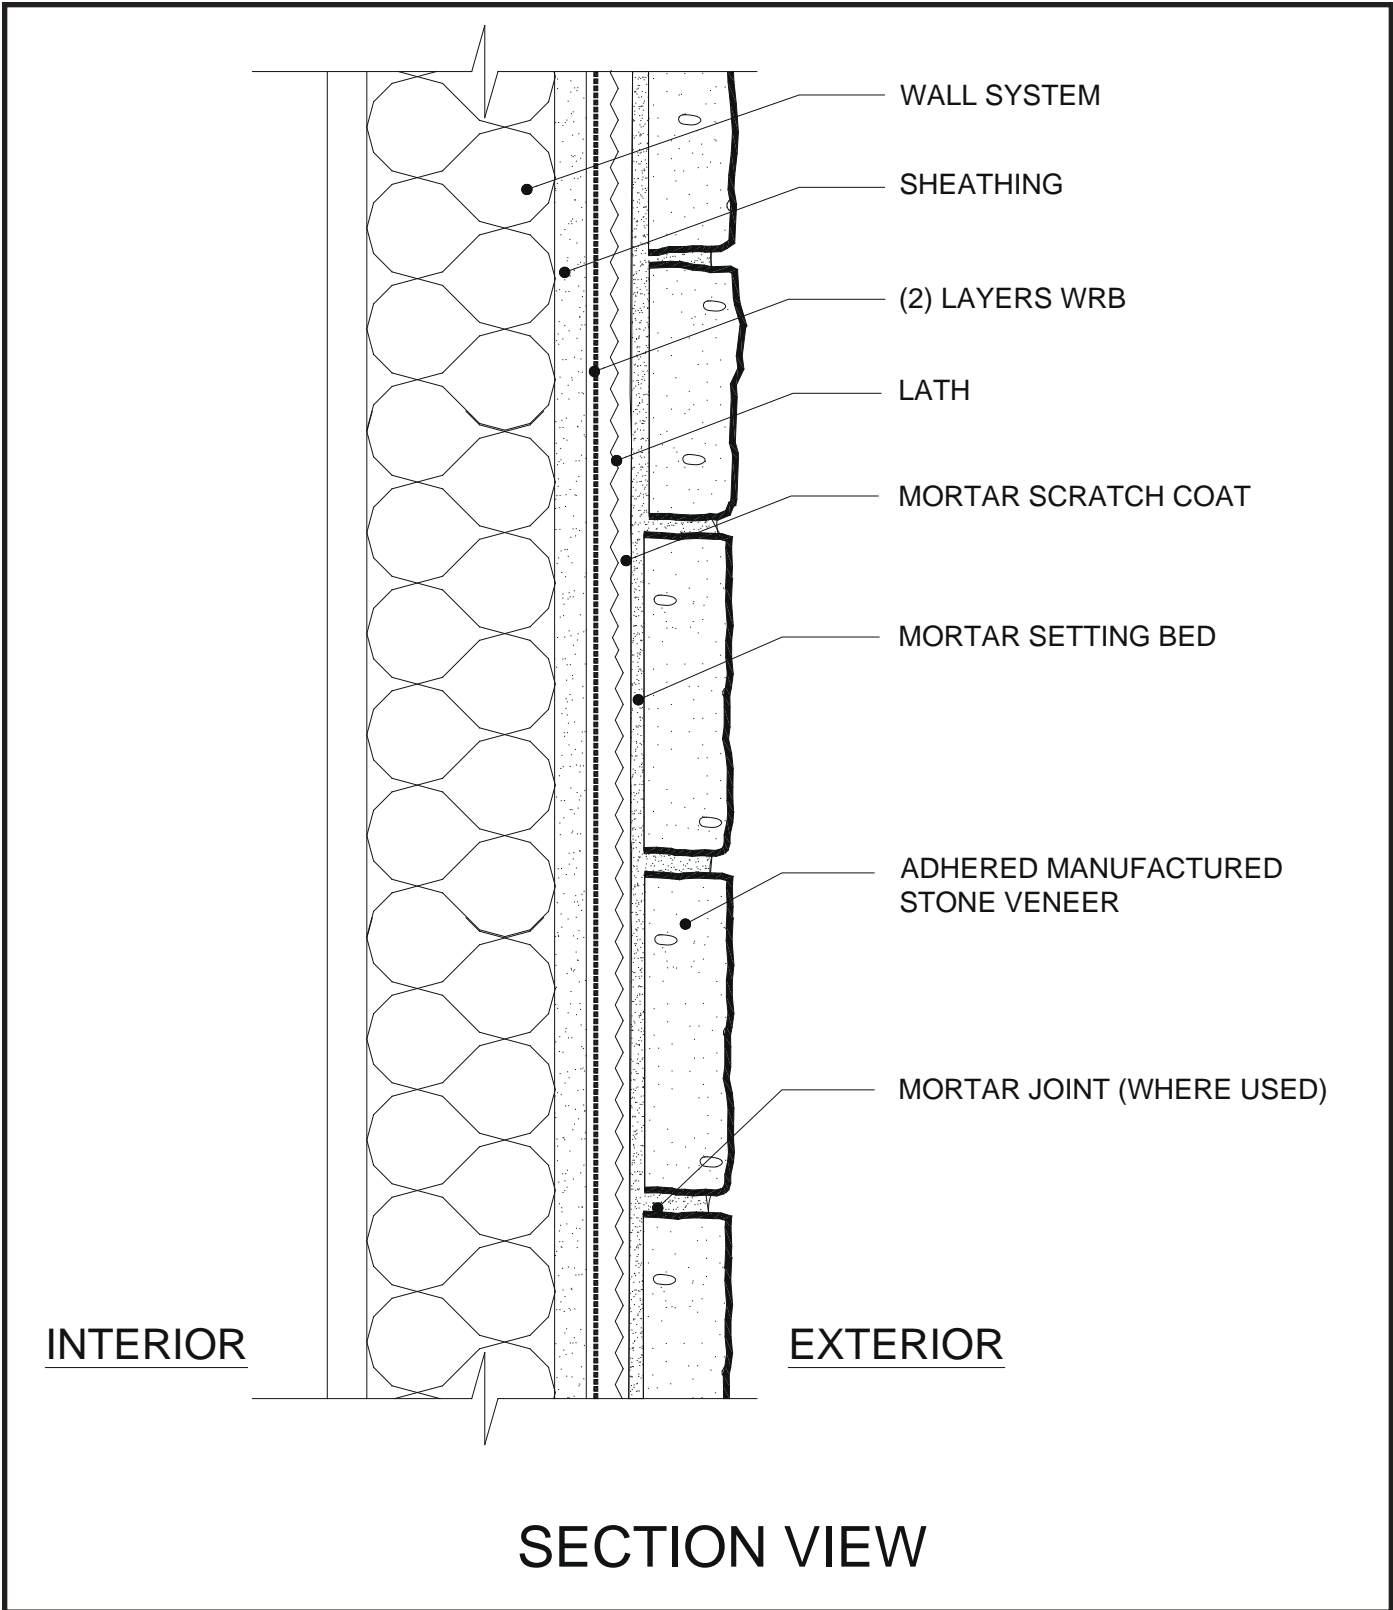 WALL SYSTEM
SHEATHING
(2) LAYERS WRB
LATH
MORTAR SCRATCH COAT
MORTAR SETTING BED
ADHERED MANUFACTURED
STONE VENEER
MORTAR JOINT (WHERE USED)
INTERIOR
EXTERIOR
SECTION VIEW